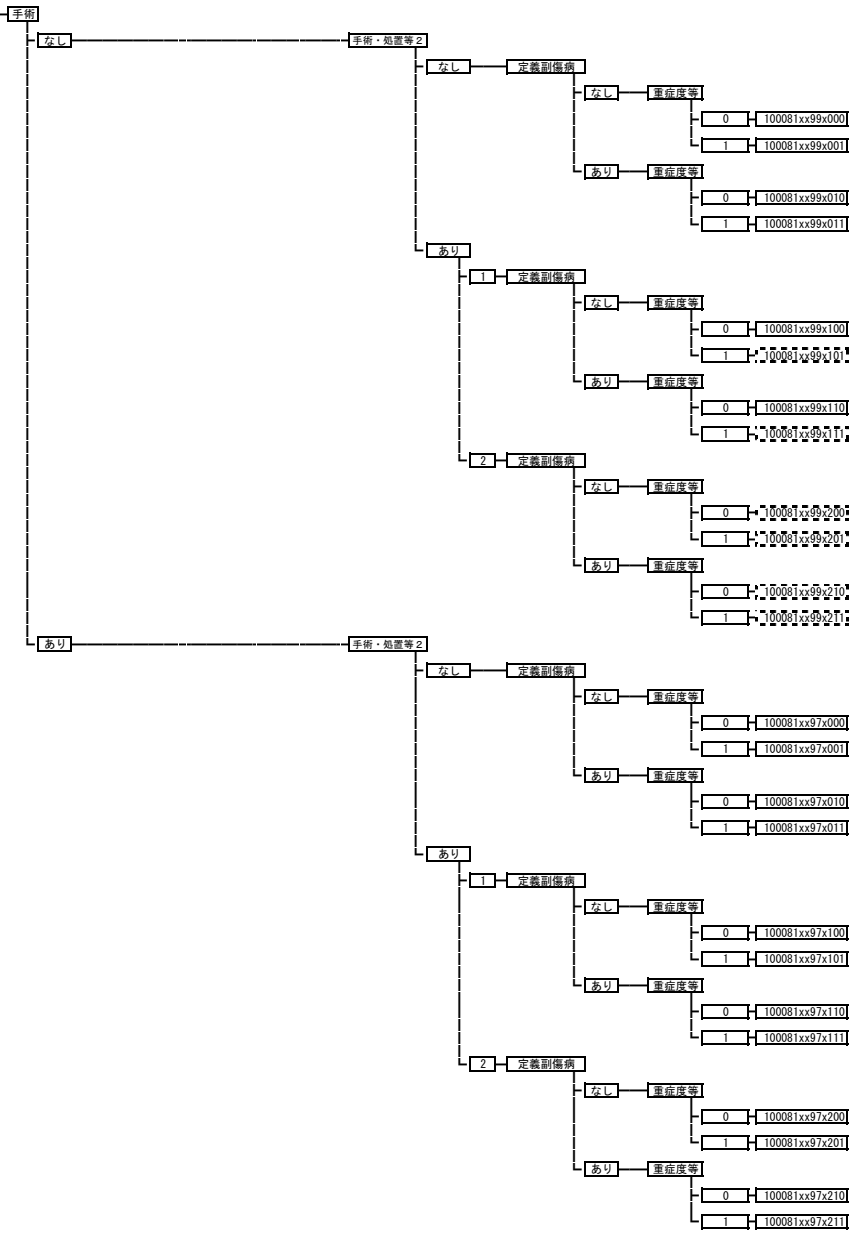 手術
なし 手術・処置等2
なし 定義副傷病
なし 重症度等
0 100081xx99x000
1 100081xx99x001
あり 重症度等
0 100081xx99x010
1 100081xx99x011
あり
1 定義副傷病
なし 重症度等
0 100081xx99x100
1 100081xx99x101
あり 重症度等
0 100081xx99x110
1 100081xx99x111
2 定義副傷病
なし 重症度等
0 100081xx99x200
1 100081xx99x201
あり 重症度等
0 100081xx99x210
1 100081xx99x211
あり 手術・処置等2
なし 定義副傷病
なし 重症度等
0 100081xx97x000
1 100081xx97x001
あり 重症度等
0 100081xx97x010
1 100081xx97x011
あり
1 定義副傷病
なし 重症度等
0 100081xx97x100
1 100081xx97x101
あり 重症度等
0 100081xx97x110
1 100081xx97x111
2 定義副傷病
なし 重症度等
0 100081xx97x200
1 100081xx97x201
あり 重症度等
0 100081xx97x210
1 100081xx97x211